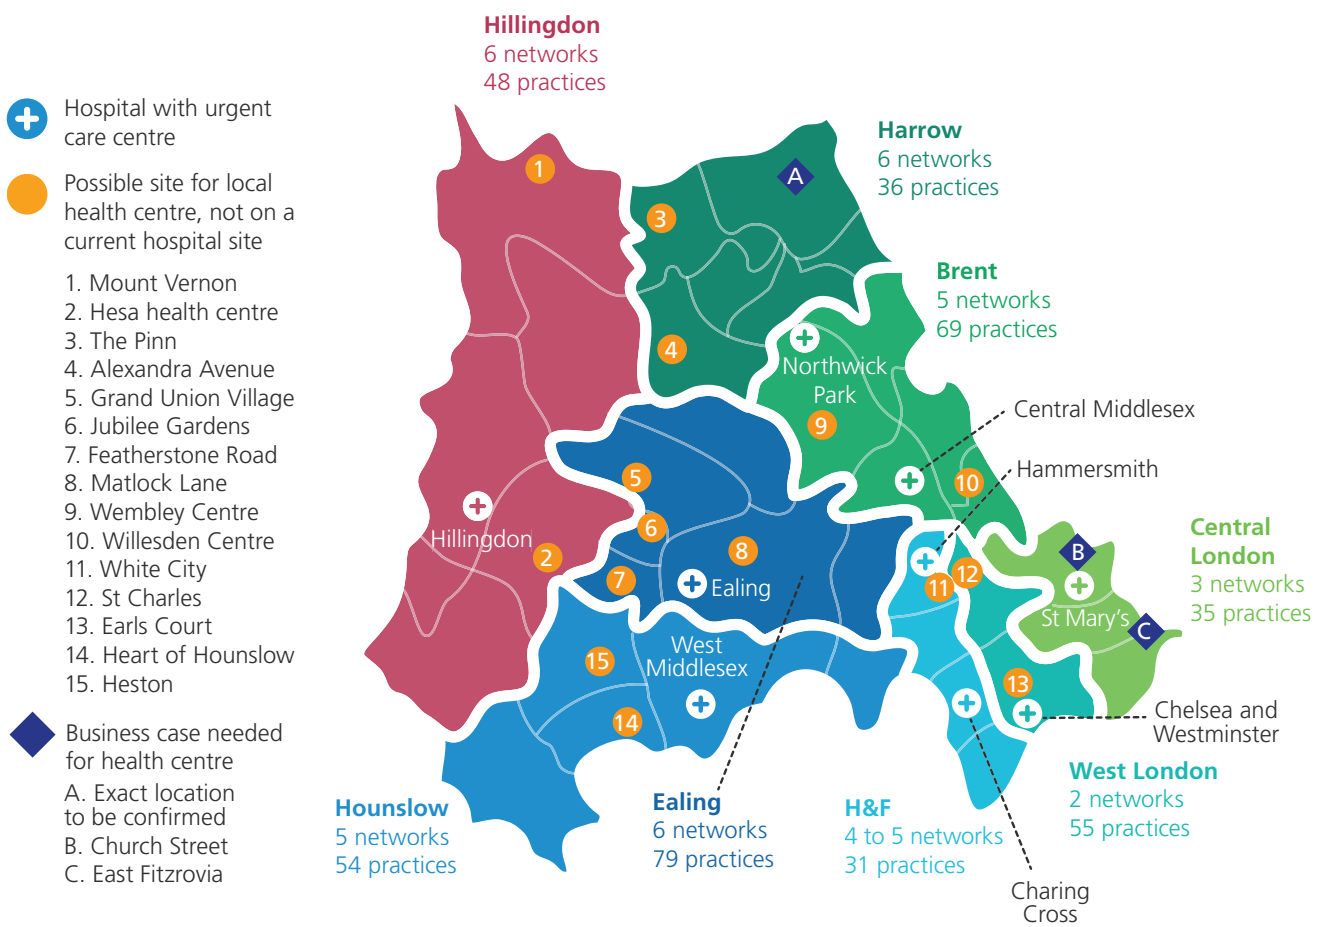 Hillingdon
6 networks
48 practices
Hospital with urgent
care centre
Possible site for local
health centre, not on a
current hospital site
1. Mount Vernon
2. Hesa health centre
3. The Pinn
4. Alexandra Avenue
5. Grand Union Village
6. Jubilee Gardens
7. Featherstone Road
8. Matlock Lane
9. Wembley Centre
10. Willesden Centre
11. White City
12. St Charles
13. Earls Court
14. Heart of Hounslow
15. Heston
Business case needed
for health centre
A. Exact location
to be confirmed
B. Church Street
C. East Fitzrovia
Harrow
6 networks
36 practices
Brent
5 networks
69 practices
1
A
3
4
Northwick
Park
9
Central Middlesex
Hammersmith
10
5
6
Hillingdon
2
7
8
Ealing
11
12
B
St Mary's
C
Central
London
3 networks
35 practices
West
Middlesex
15
14
13
Chelsea and
Westminster
West London
2 networks
55 practices
Hounslow
5 networks
54 practices
Ealing
6 networks
79 practices
H&F
4 to 5 networks
31 practices
Charing
Cross